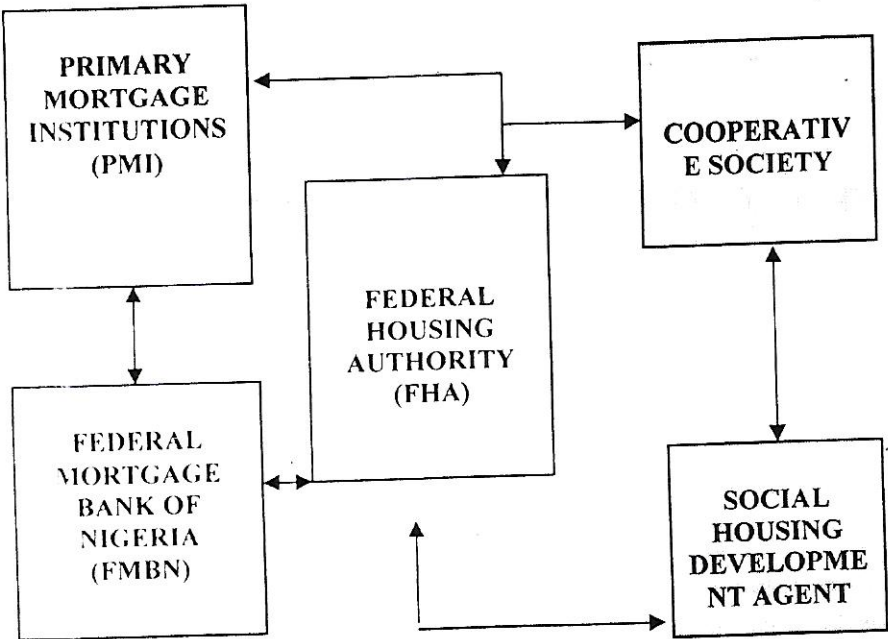 PRIMARY
MORTGAGE
INSTITUTIONS
(PMI)
COOPERATIV
E SOCIETY
FEDERAL
HOUSING
AUTHORITY
(FHA)
FEDERAL
MORTGAGE
BANK OF
NIGERIA
(FMBN)
SOCIAL
HOUSING
DEVELOPME
NT AGENT